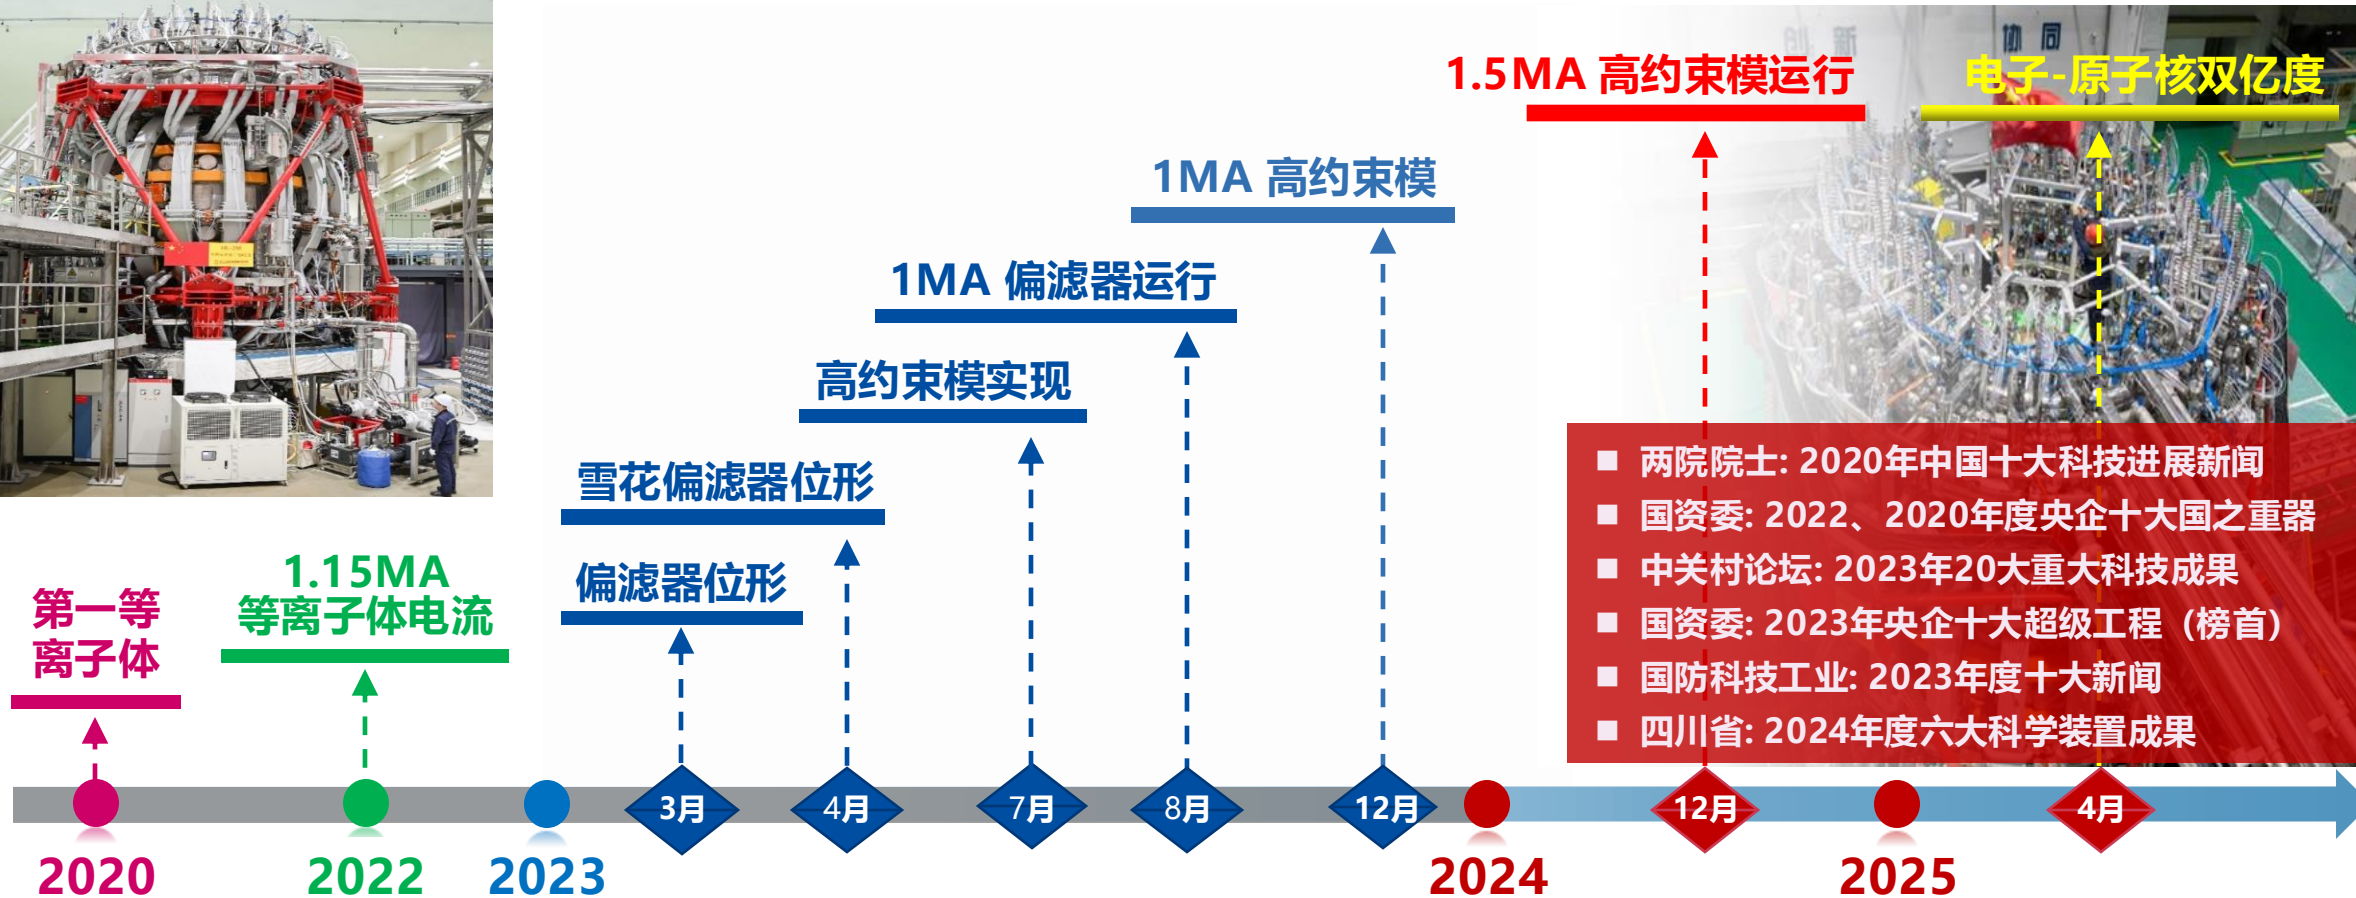 1.5MA 高约束模运行
电子-原子核双亿度
1MA 高约束模
1MA 偏滤器运行
高约束模实现
雪花偏滤器位形
偏滤器位形
1.15MA
等离子体电流
第一等
离子体
■ 两院院士: 2020年中国十大科技进展新闻
■ 国资委: 2022、2020年度央企十大国之重器
■ 中关村论坛: 2023年20大重大科技成果
■ 国资委: 2023年央企十大超级工程（榜首）
■ 国防科技工业: 2023年度十大新闻
■ 四川省: 2024年度六大科学装置成果
3月
4月
7月
8月
12月
12月
4月
2020
2022
2023
2024
2025